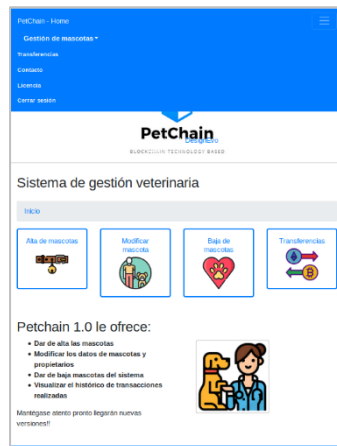 PetChain - Home
Gestión de mascotas
Transferencias
Contacto
Licencia
Cerrar sesión
PetChain
DesignEvo
BLOCKCHAIN TECHNOLOGY BASED
Sistema de gestión veterinaria
Inicio
Alta de mascotas
Modificar
mascota
Baja de
mascotas
Transferencias
Petchain 1.0 le ofrece:
Dar de alta las mascotas
Modificar los datos de mascotas y
propietarios
Dar de baja mascotas del sistema
Visualizar el histórico de transacciones
realizadas
Mantégase atento pronto llegarán nuevas
versiones!!